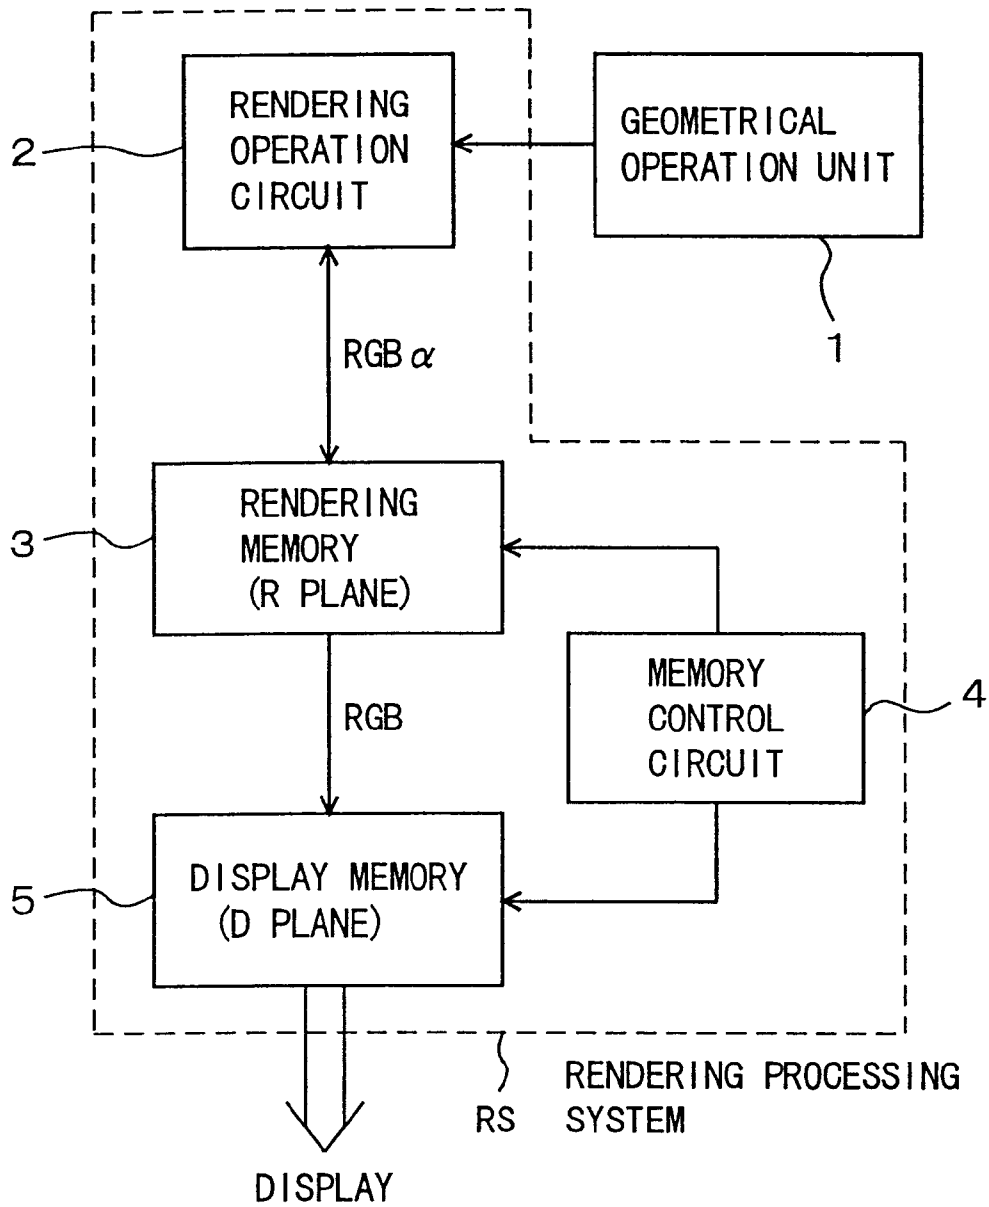 RENDERING
OPERATION
CIRCUIT
GEOMETRICAL
OPERATION UNIT
2
1
RGB α
RENDERING
MEMORY
(R PLANE)
3
MEMORY
CONTROL
CIRCUIT
4
RGB
DISPLAY MEMORY
(D PLANE)
5
RENDERING PROCESSING
RS SYSTEM
DISPLAY